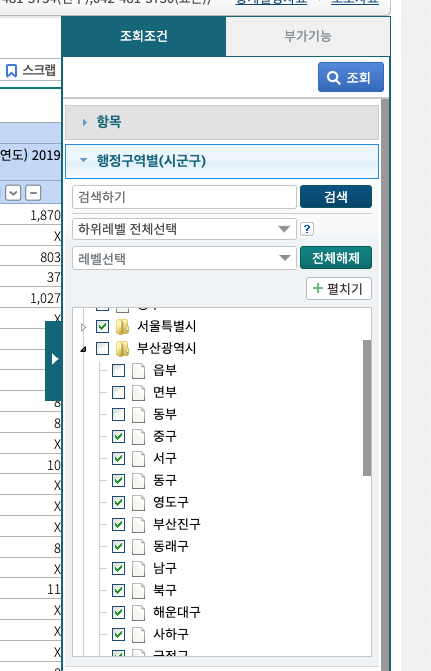 조회조건
부가기능
스크랩
조회
항목
연도) 2019
행정구역별(시군구)
검색하기
검색
하위레벨 전체선택
?
레벨선택
전체해제
+ 펼치기
1,870
X
803
37
1,027
X
8
8
X
10
X
X
X
8
X
11
X
X
X
서울특별시
부산광역시
읍부
면부
동부
중구
서구
동구
영도구
부산진구
동래구
남구
북구
해운대구
사하구